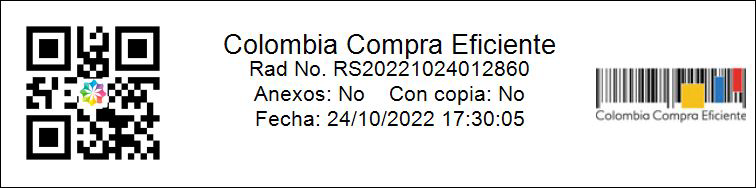 Colombia Compra Eficiente
Rad No. RS20221024012860
Anexos: No Con copia: No
Fecha: 24/10/2022 17:30:05
Colombia Compra Eficiente